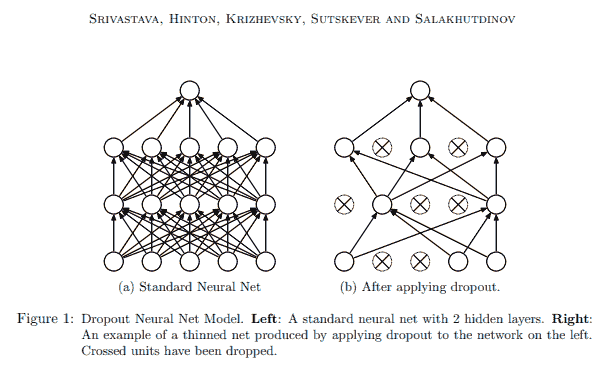 Srivastava, Hinton, Krizhevsky, Sutskever and Salakhutdinov
(a) Standard Neural Net
(b) After applying dropout.
Figure 1: Dropout Neural Net Model. Left: A standard neural net with 2 hidden layers. Right:
An example of a thinned net produced by applying dropout to the network on the left.
Crossed units have been dropped.